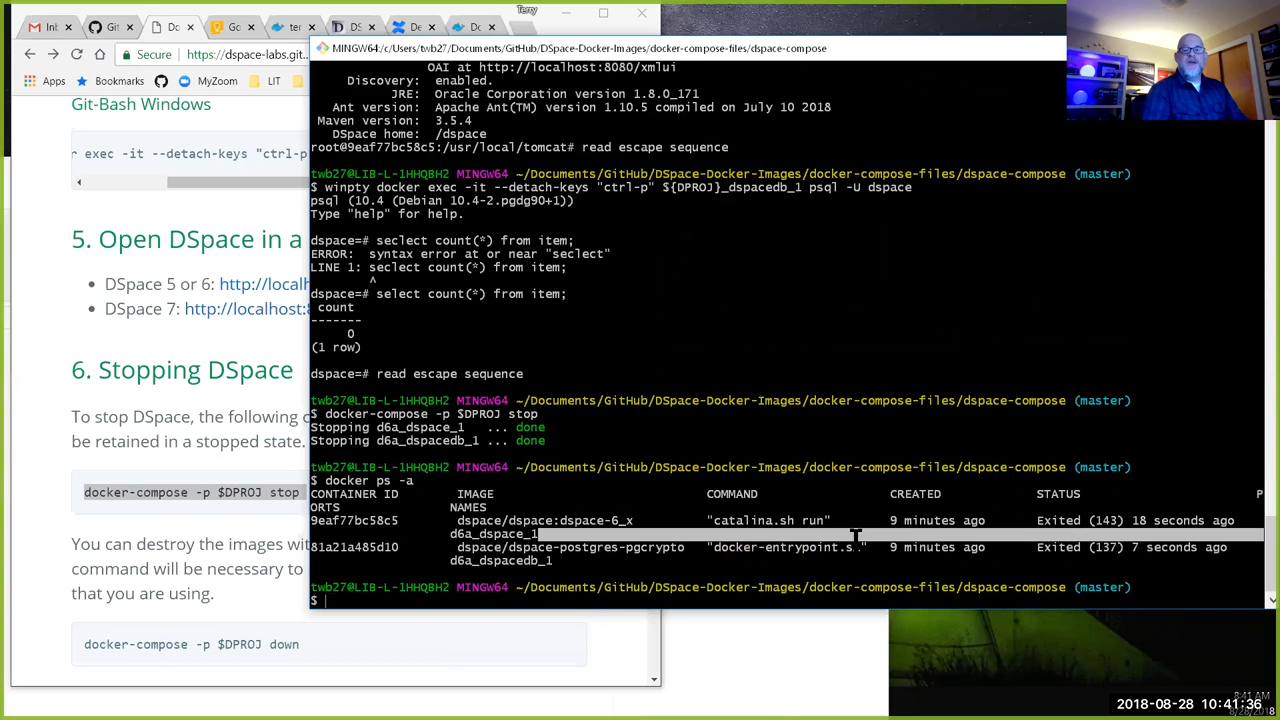 Terry
Int
Git
Do
Go
DS
De
Do
https://dspace-labs.git
Secure
Apps
Bookmarks
MyZoom
LIT
Git-Bash Windows
r exec -it --detach-keys "ctrl-p
5. Open DSpace in a
DSpace 5 or 6: http://local
DSpace 7: http://localhost:
6. Stopping DSpace
To stop DSpace, the following c
be retained in a stopped state.
docker-compose -p $DPROJ stop
You can destroy the images wit
command will be necessary to
that you are using.
docker-compose -p $DPROJ down
MINGW64:/c/Users/twb27/Documents/GitHub/DSpace-Docker-Images/docker-compose-files/dspace-compose
OAI at http://localhost:8080/xmlui
Discovery: enabled.
JRE: Oracle Corporation version 1.8.0_171
Ant version: Apache Ant(TM) version 1.10.5 compiled on July 10 2018
Maven version: 3.5.4
DSpace home: /dspace
root@9eaf77bc58c5:/usr/local/tomcat# read escape sequence
twb27@LIB-L-1HHQBH2 MINGW64 ~/Documents/GitHub/DSpace-Docker-Images/docker-compose-files/dspace-compose (master)
$ winpty docker exec -it --detach-keys "ctrl-p" ${DPROJ}_dspacedb_1 psql -U dspace
psql (10.4 (Debian 10.4-2.pgdg90+1))
Type "help" for help.
dspace=# seclect count(*) from item;
ERROR: syntax error at or near "seclect"
LINE 1: seclect count(*) from item;
^
dspace=# select count(*) from item;
count
-------
0
(1 row)
dspace=# read escape sequence
twb27@LIB-L-1HHQBH2 MINGW64 ~/Documents/GitHub/DSpace-Docker-Images/docker-compose-files/dspace-compose (master)
$ docker-compose -p $DPROJ stop
Stopping d6a_dspace_1 ... done
Stopping d6a_dspacedb_1 ... done
twb27@LIB-L-1HHQBH2 MINGW64 ~/Documents/GitHub/DSpace-Docker-Images/docker-compose-files/dspace-compose (master)
$ docker ps -a
CONTAINER ID IMAGE COMMAND CREATED STATUS P
ORTS NAMES
9eaf77bc58c5 dspace/dspace:dspace-6_x "catalina.sh run" 9 minutes ago Exited (143) 18 seconds ago
d6a_dspace_1
81a21a485d10 dspace/dspace-postgres-pgcrypto "docker-entrypoint.s…" 9 minutes ago Exited (137) 7 seconds ago
d6a_dspacedb_1
twb27@LIB-L-1HHQBH2 MINGW64 ~/Documents/GitHub/DSpace-Docker-Images/docker-compose-files/dspace-compose (master)
$
8:41 AM
2018-08-28 10:41:36
8/28/2018